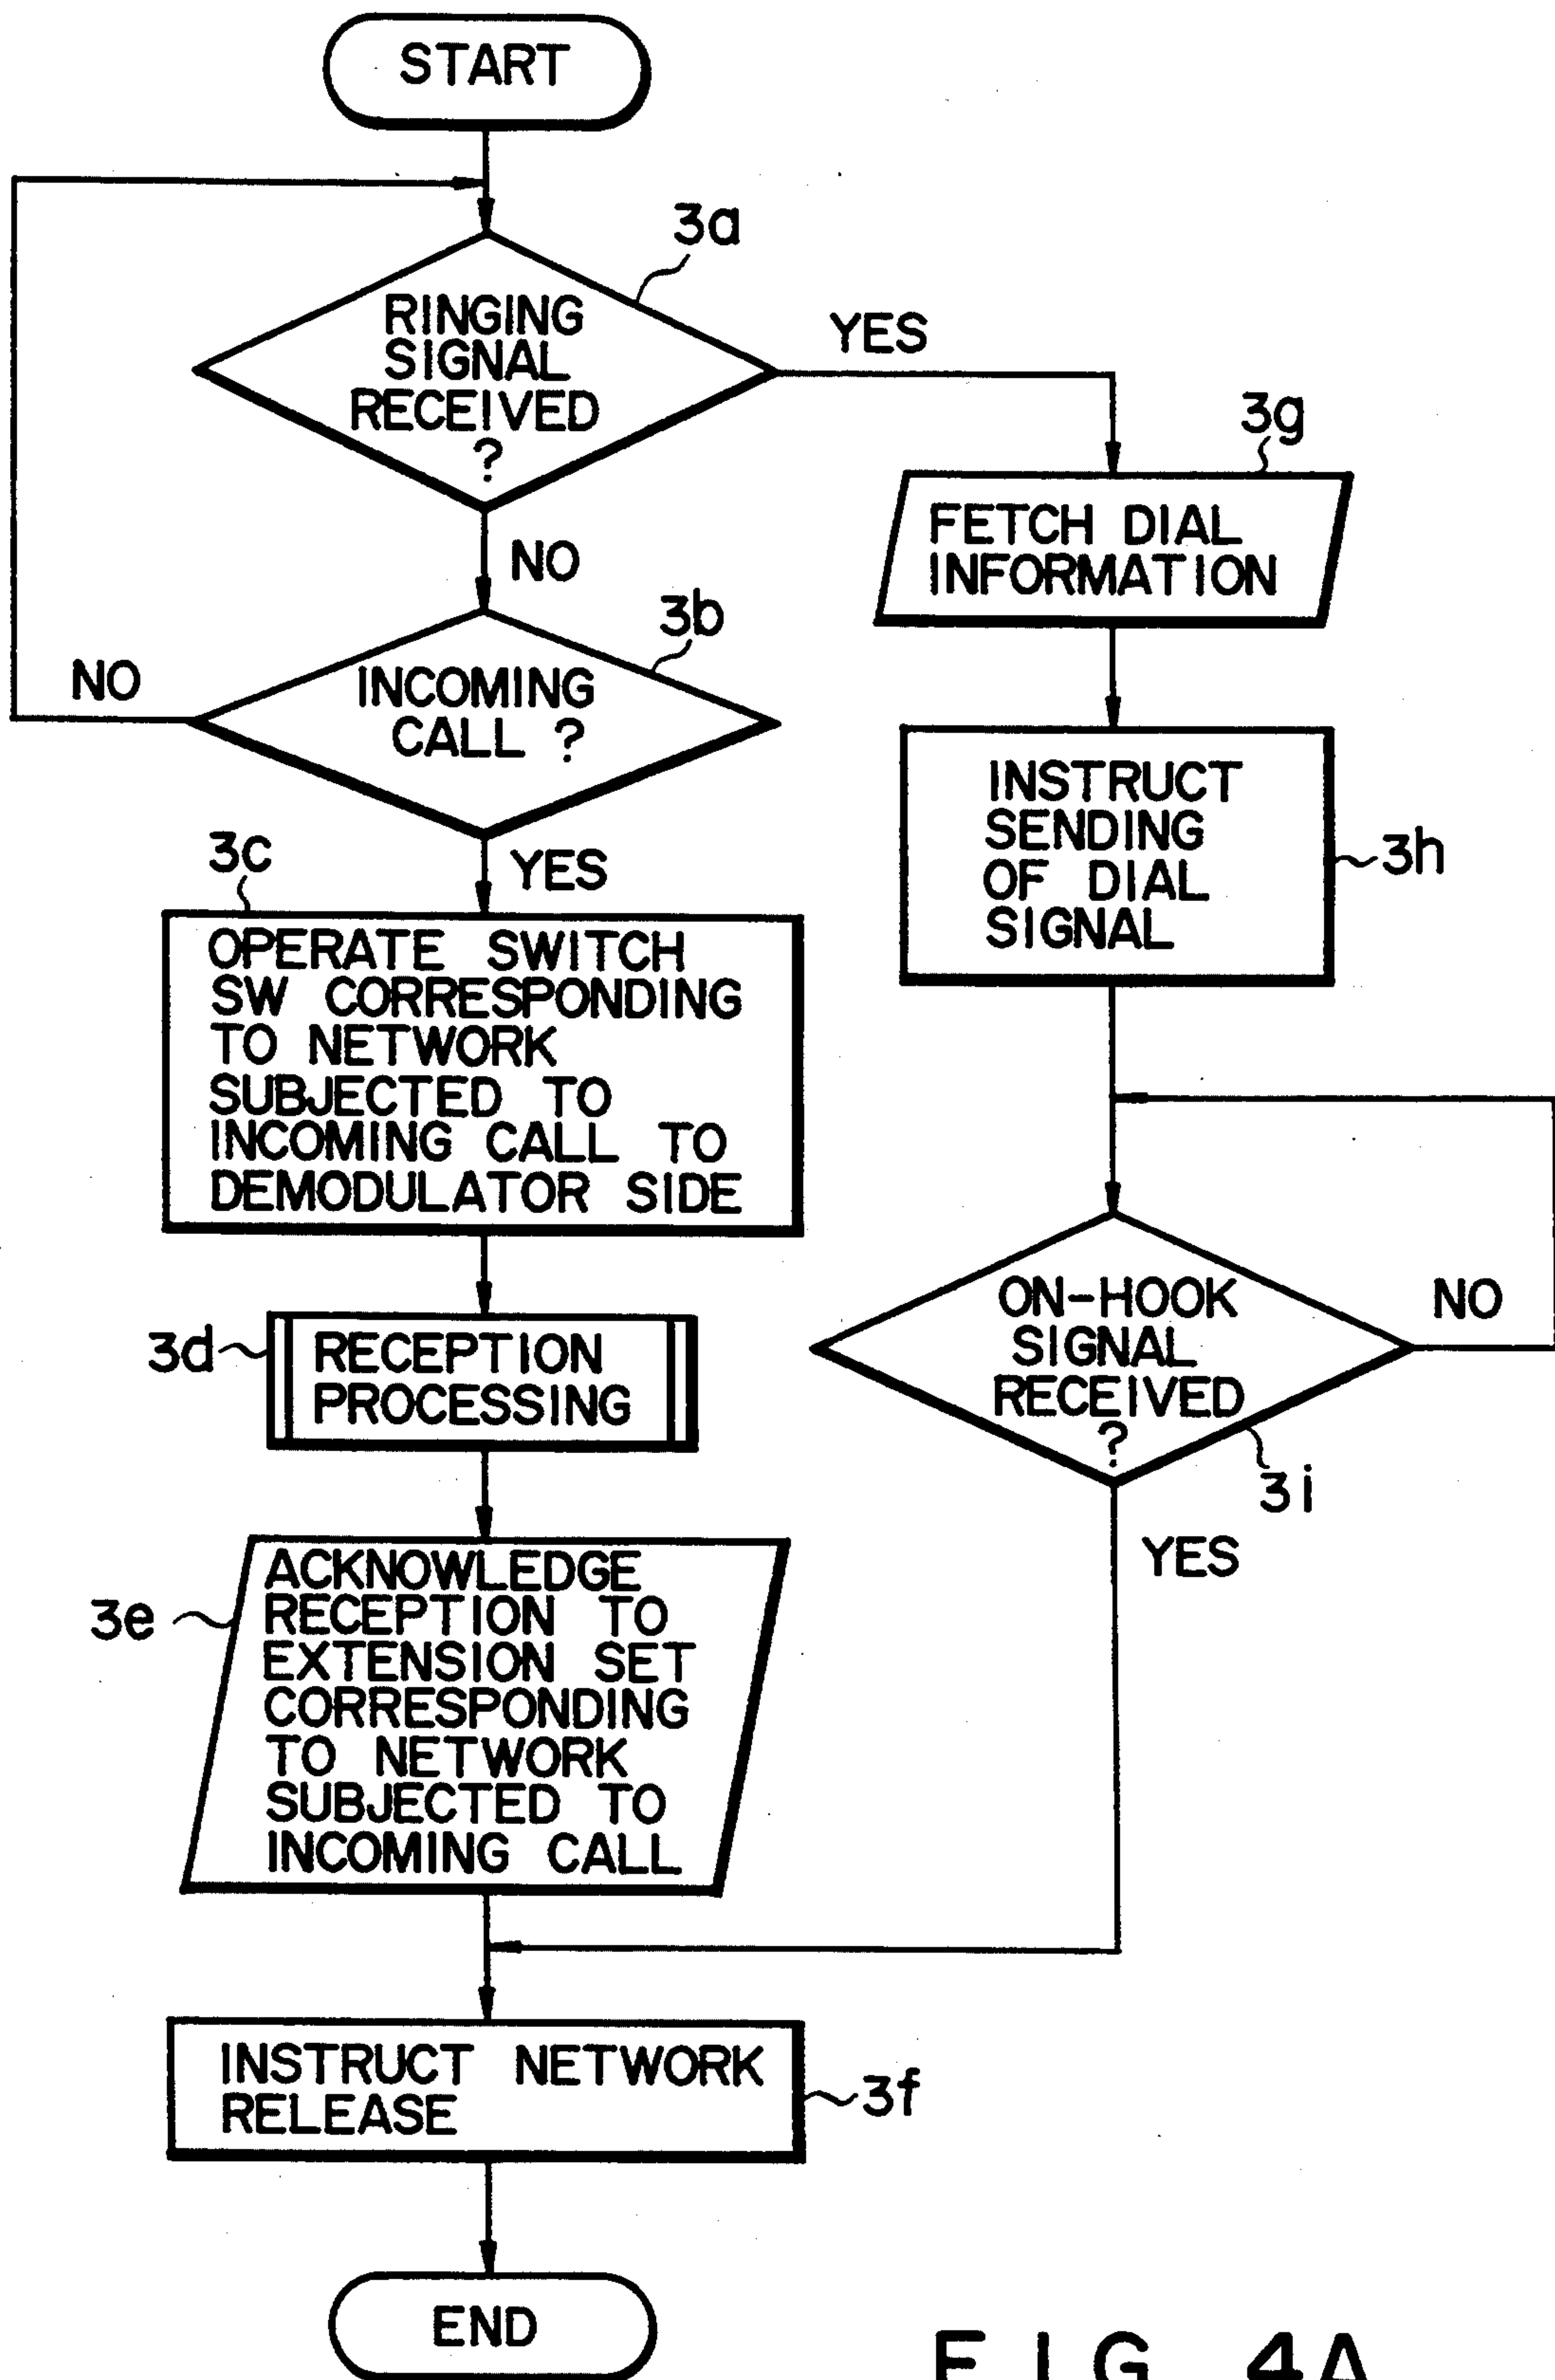 START
3a
RINGING
SIGNAL
RECEIVED
?
YES
NO
3g
FETCH DIAL
INFORMATION
3b
INCOMING
CALL ?
NO
YES
3h
INSTRUCT
SENDING
OF DIAL
SIGNAL
3c
OPERATE SWITCH
SW CORRESPONDING
TO NETWORK
SUBJECTED TO
INCOMING CALL TO
DEMODULATOR SIDE
3d
RECEPTION
PROCESSING
ON-HOOK
SIGNAL
RECEIVED
?
NO
3i
YES
3e
ACKNOWLEDGE
RECEPTION TO
EXTENSION SET
CORRESPONDING
TO NETWORK
SUBJECTED TO
INCOMING CALL
INSTRUCT NETWORK
RELEASE
3f
END
FIG. 4A